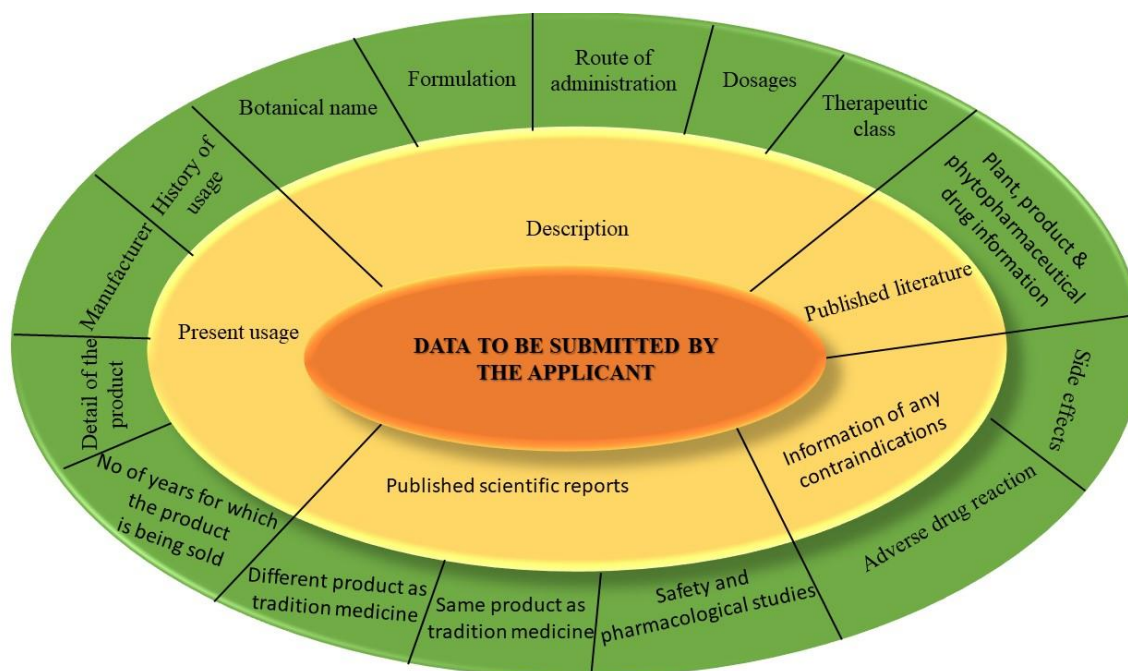 DATA TO BE SUBMITTED BY
THE APPLICANT
Description
Published literature
Information of any
contraindications
Published scientific reports
Present usage
Botanical name
Formulation
Route of
administration
Dosages
Therapeutic
class
Plant, product &
phytopharmaceutical
drug information
Side effects
Adverse drug reaction
Safety and
pharmacological studies
Same product as
tradition medicine
Different product as
tradition medicine
No of years for which
the product
is being sold
Detail of the
product
Manufacturer
History of
usage